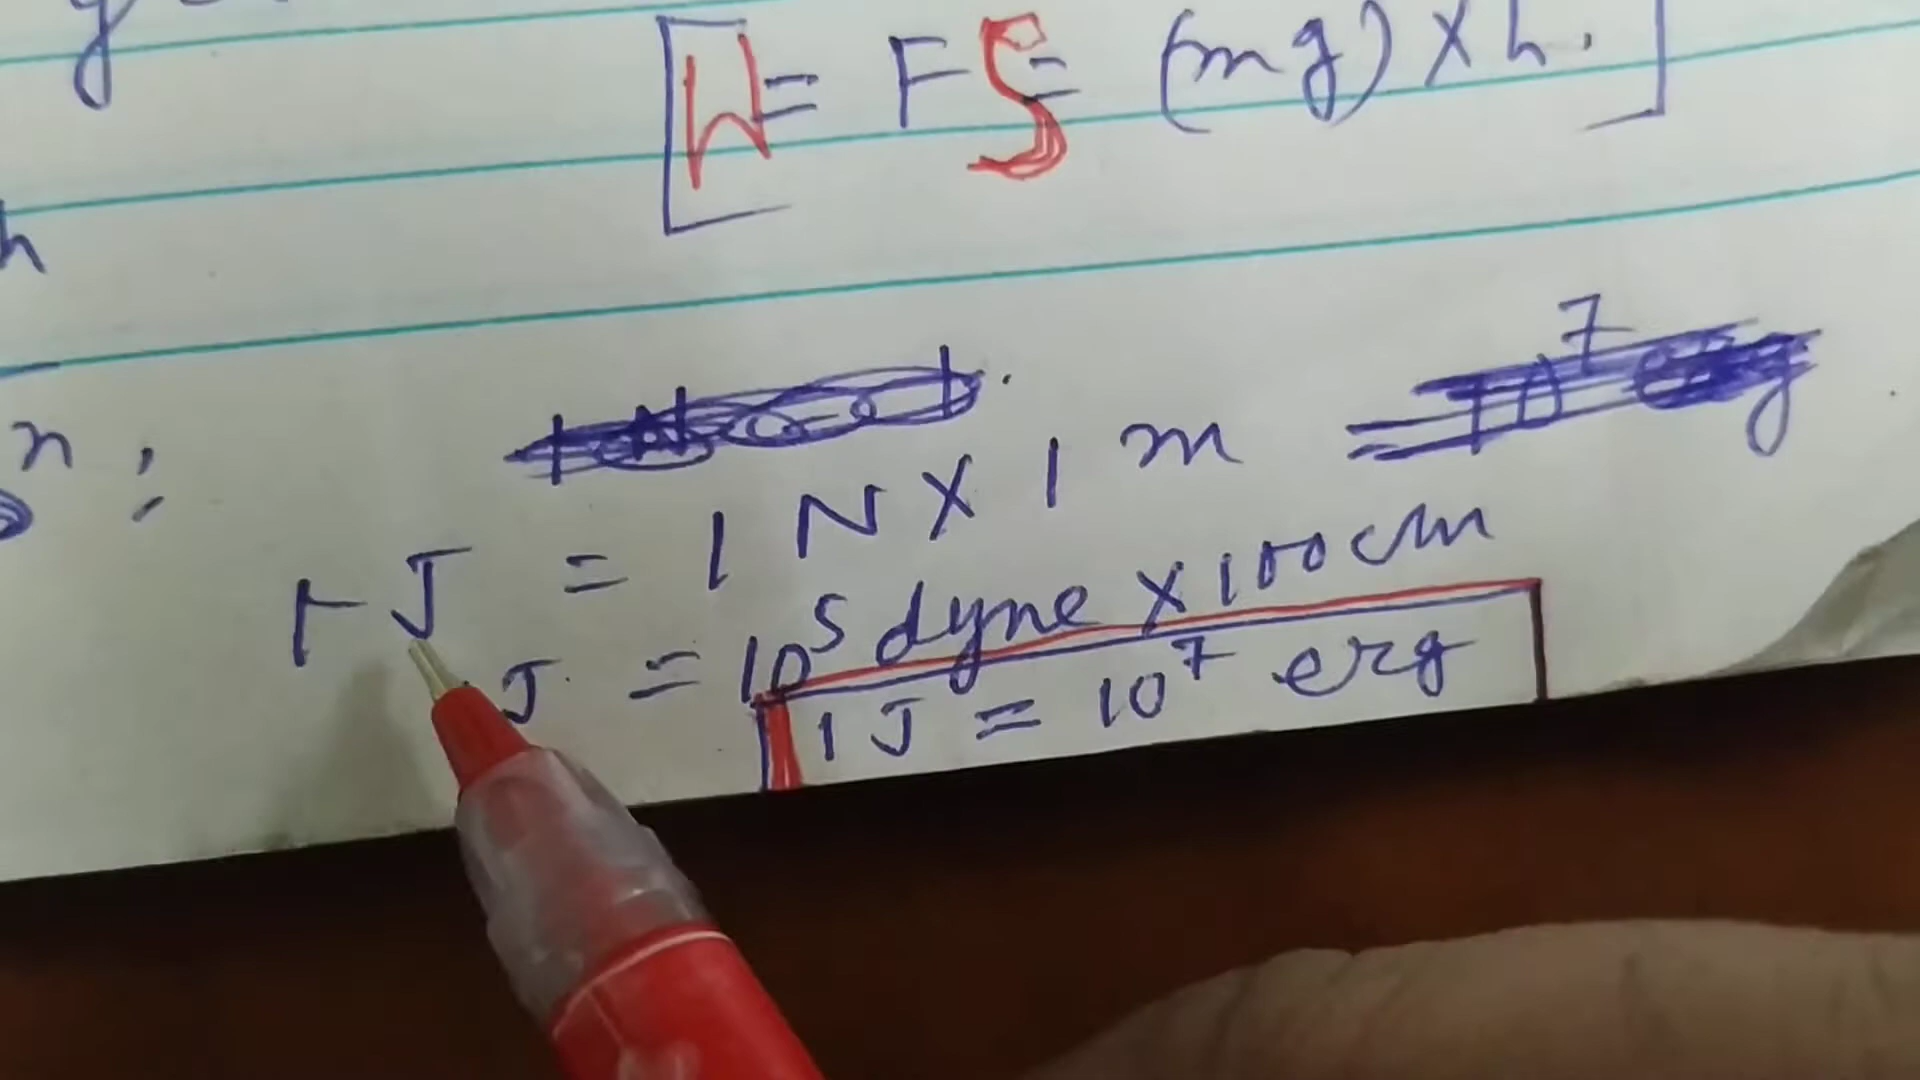 W = FS = (mg) × h.
h
n :
1 J = 1 N × 1 m
J = 10⁵ dyne × 100 cm
1 J = 10⁷ erg